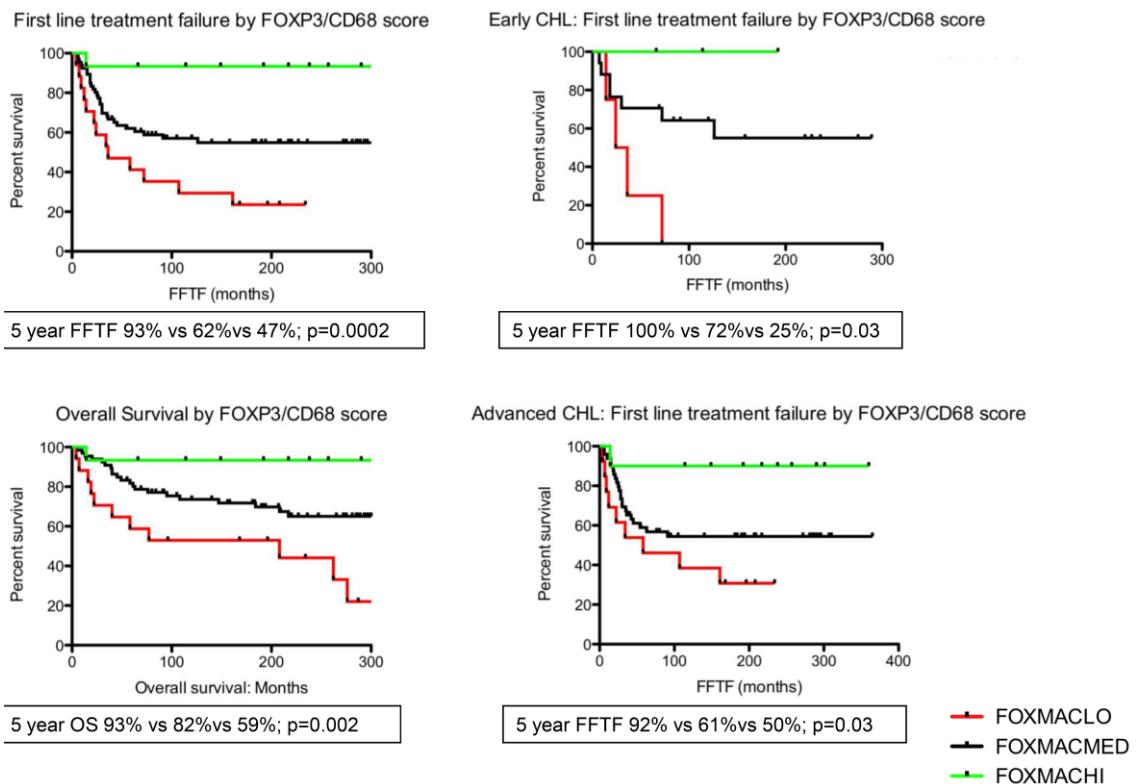 First line treatment failure by FOXP3/CD68 score
100
80
60
40
20
0
0 100 200 300
Percent survival
FFTF (months)
5 year FFTF 93% vs 62%vs 47%; p=0.0002
Early CHL: First line treatment failure by FOXP3/CD68 score
100
80
60
40
20
0
0 100 200 300
Percent survival
FFTF (months)
5 year FFTF 100% vs 72%vs 25%; p=0.03
Overall Survival by FOXP3/CD68 score
100
80
60
40
20
0
0 100 200 300
Percent survival
Overall survival: Months
5 year OS 93% vs 82%vs 59%; p=0.002
Advanced CHL: First line treatment failure by FOXP3/CD68 score
100
80
60
40
20
0
0 100 200 300 400
Percent survival
FFTF (months)
5 year FFTF 92% vs 61%vs 50%; p=0.03
FOXMACLO
FOXMACMED
FOXMACHI